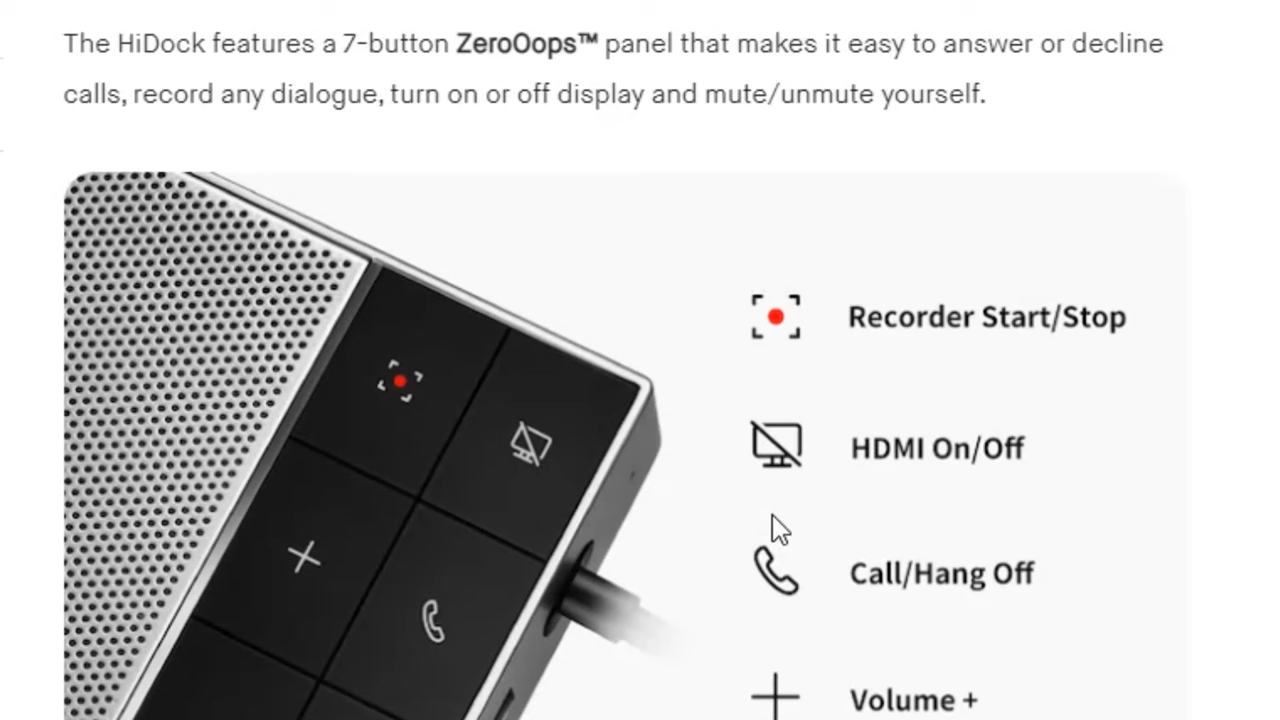 The HiDock features a 7-button ZeroOops™ panel that makes it easy to answer or decline
calls, record any dialogue, turn on or off display and mute/unmute yourself.
Recorder Start/Stop
HDMI On/Off
Call/Hang Off
Volume +